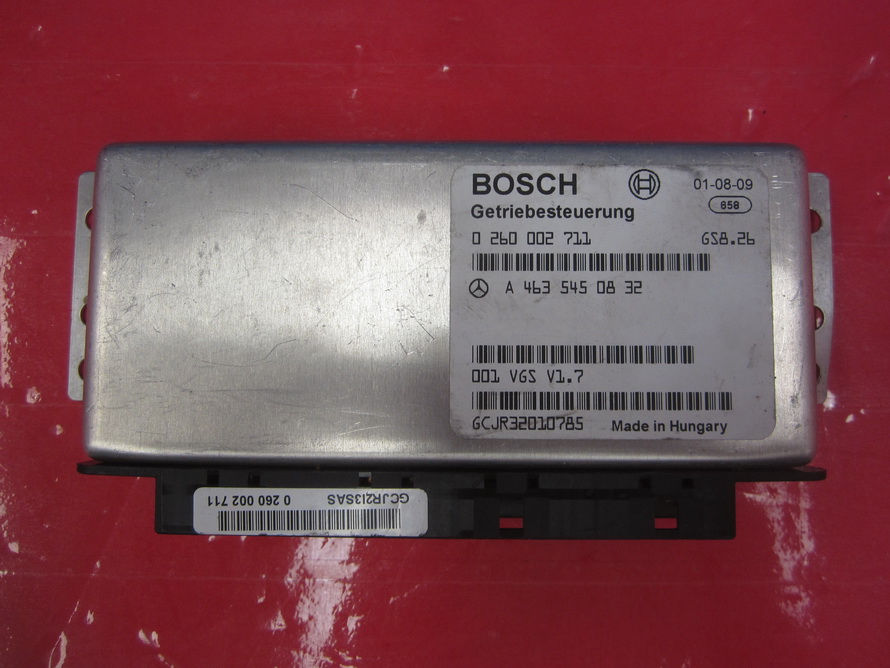 BOSCH
01-08-09
658
Getriebesteuerung
0 260 002 711 GS8.26
A 463 545 08 32
001 VGS V1.7
GCJR32010785 Made in Hungary
GCJR2I3SAS
0 260 002 711